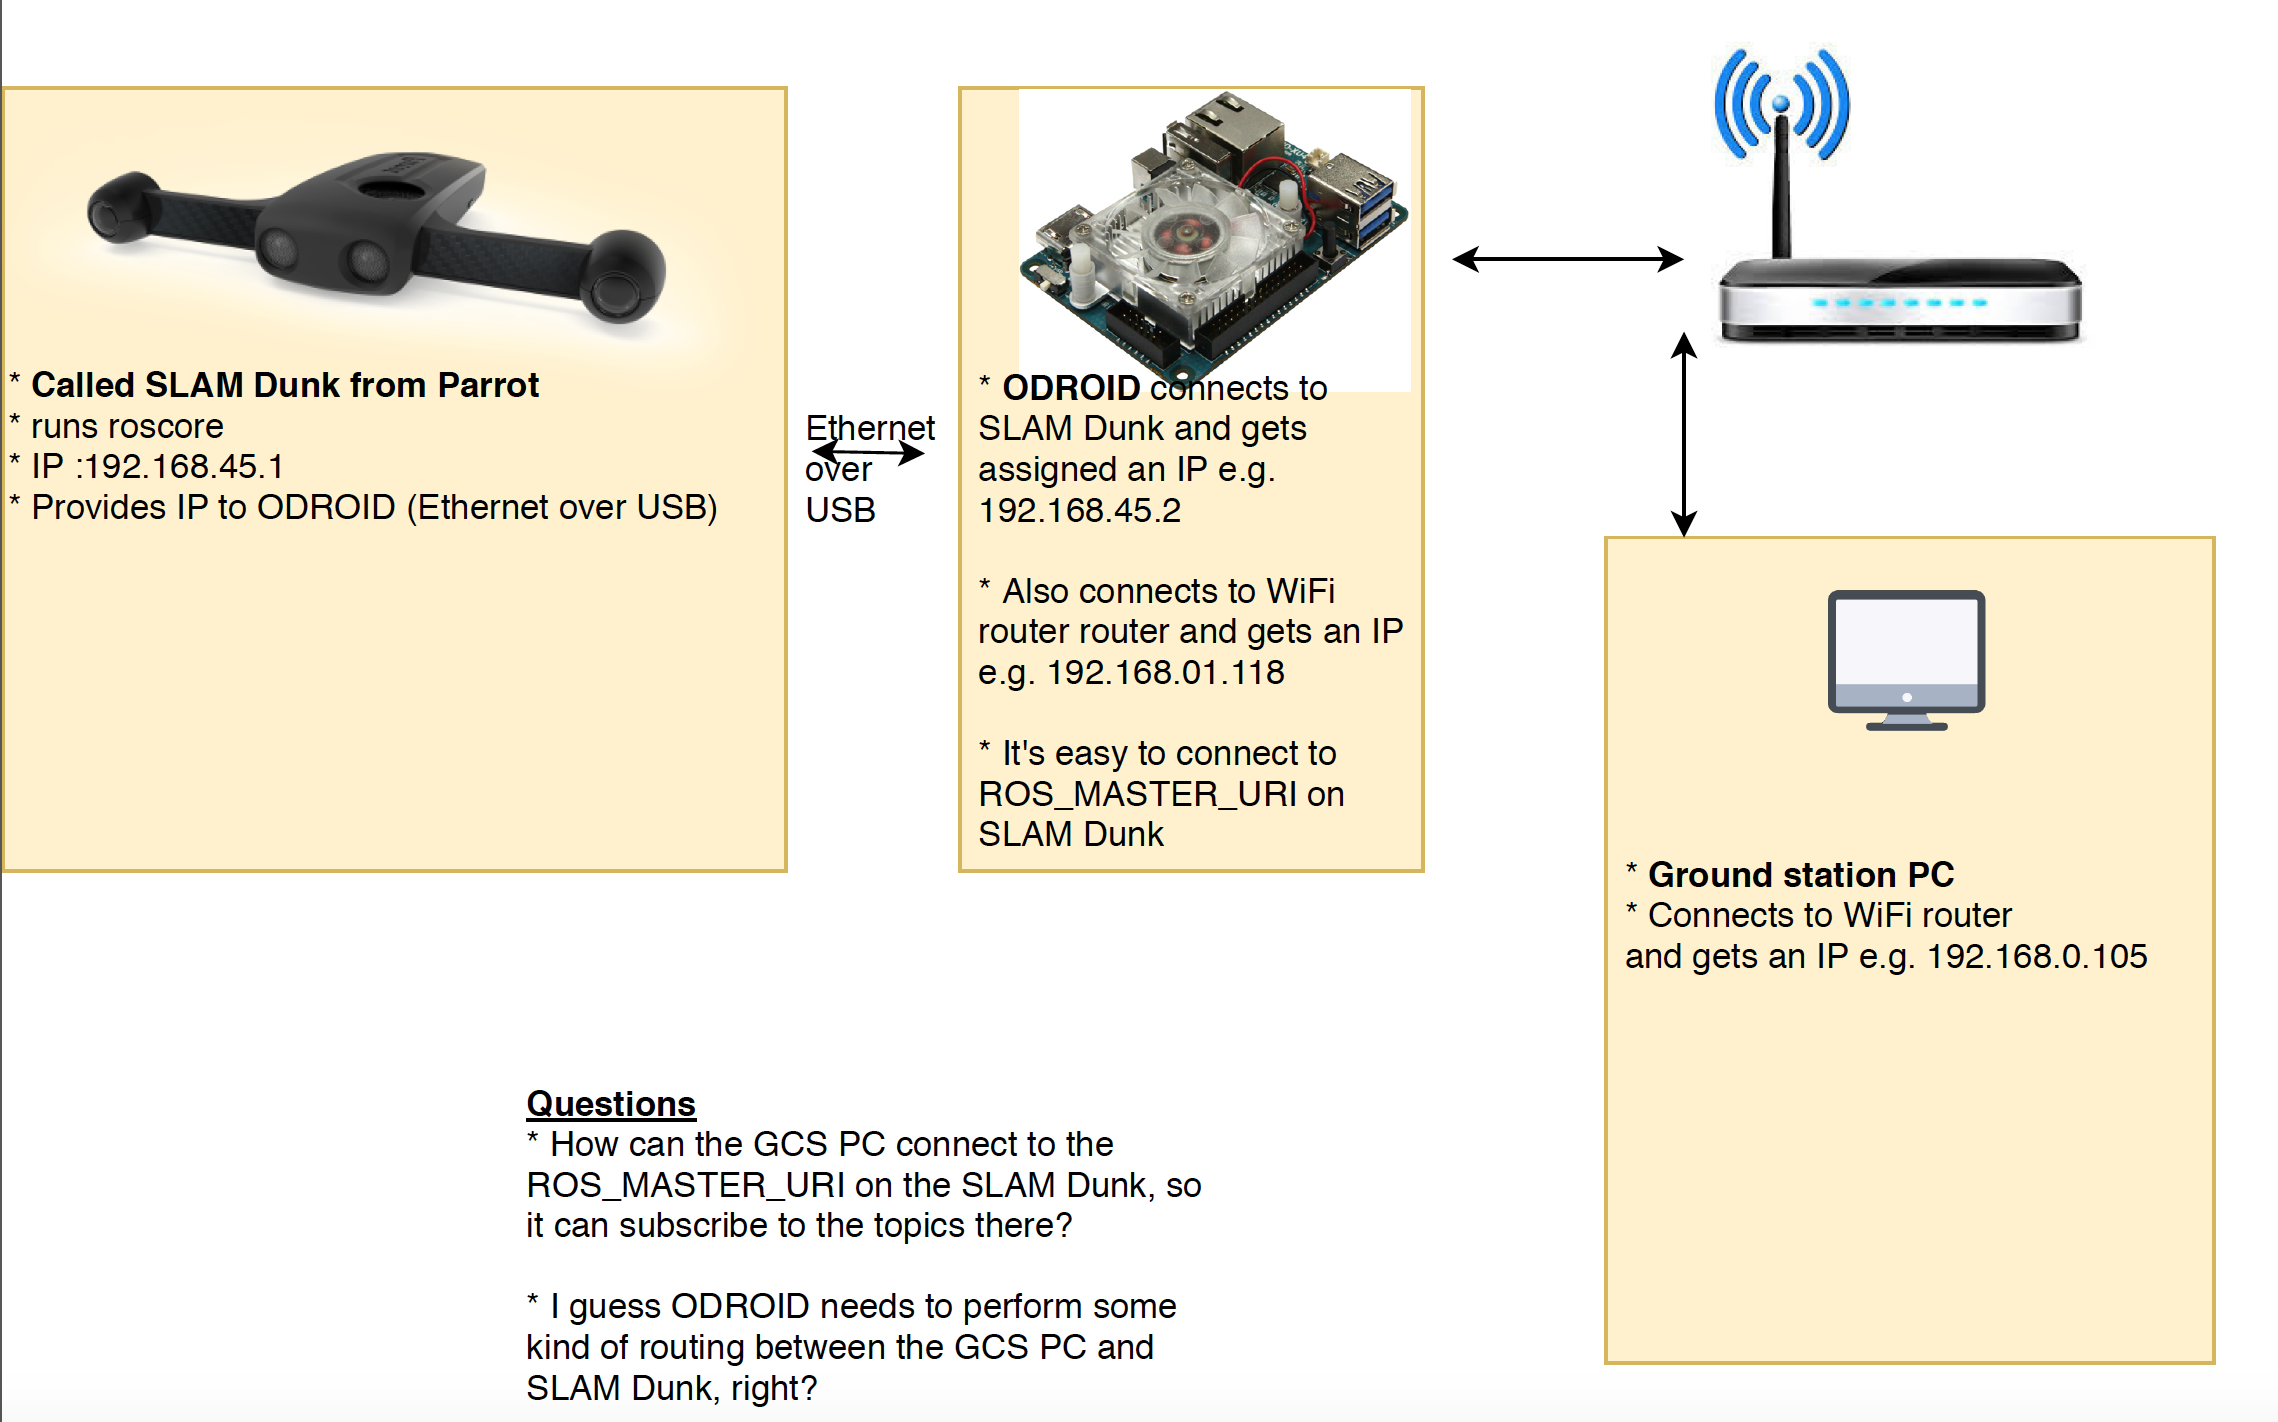 * Called SLAM Dunk from Parrot
* runs roscore
* IP :192.168.45.1
* Provides IP to ODROID (Ethernet over USB)
Ethernet
over
USB
* ODROID connects to
SLAM Dunk and gets
assigned an IP e.g.
192.168.45.2
* Also connects to WiFi
router router and gets an IP
e.g. 192.168.01.118
* It's easy to connect to
ROS_MASTER_URI on
SLAM Dunk
* Ground station PC
* Connects to WiFi router
and gets an IP e.g. 192.168.0.105
Questions
* How can the GCS PC connect to the
ROS_MASTER_URI on the SLAM Dunk, so
it can subscribe to the topics there?
* I guess ODROID needs to perform some
kind of routing between the GCS PC and
SLAM Dunk, right?